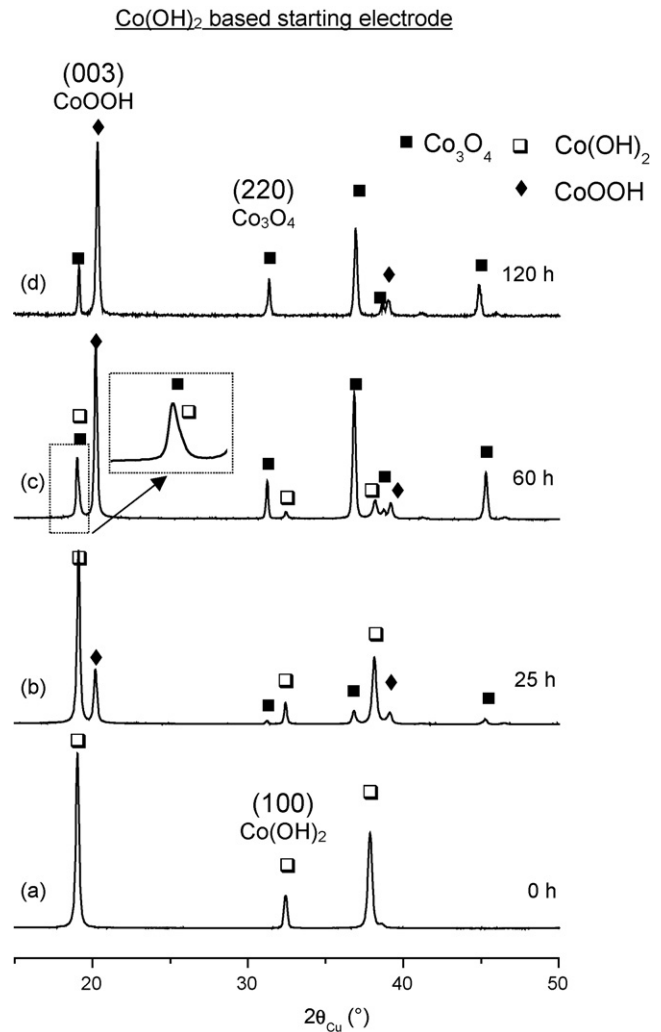 Co(OH)₂ based starting electrode
(003)
CoOOH
■ Co₃O₄ ❑ Co(OH)₂
♦ CoOOH
(220)
Co₃O₄
(d)
120 h
(c)
60 h
(b)
25 h
(100)
Co(OH)₂
(a)
0 h
20 30 40 50
2θCu (°)